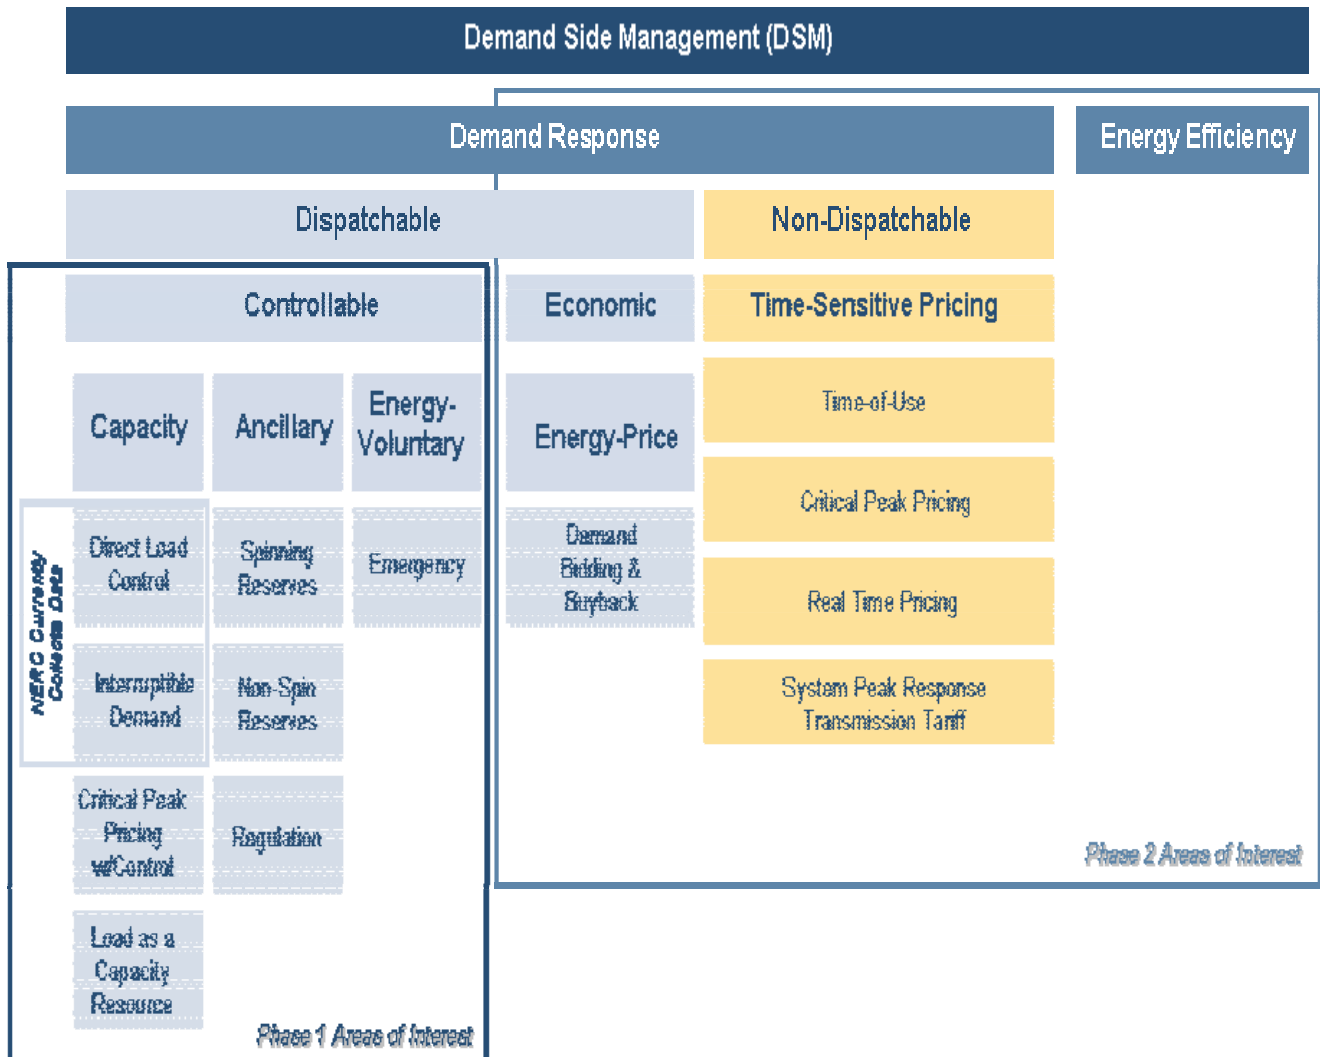 Demand Side Management (DSM)
Demand Response
Energy Efficiency
Dispatchable
Non-Dispatchable
Controllable
Economic
Time-Sensitive Pricing
Capacity
Ancillary
Energy-
Voluntary
Energy-Price
Time-of-Use
Critical Peak Pricing
Real Time Pricing
System Peak Response
Transmission Tariff
NERC Currently
Collects Data
Direct Load
Control
Spinning
Reserves
Emergency
Demand
Bidding &
Buyback
Interruptible
Demand
Non-Spin
Reserves
Critical Peak
Pricing
w/Control
Regulation
Load as a
Capacity
Resource
Phase 1 Areas of Interest
Phase 2 Areas of Interest